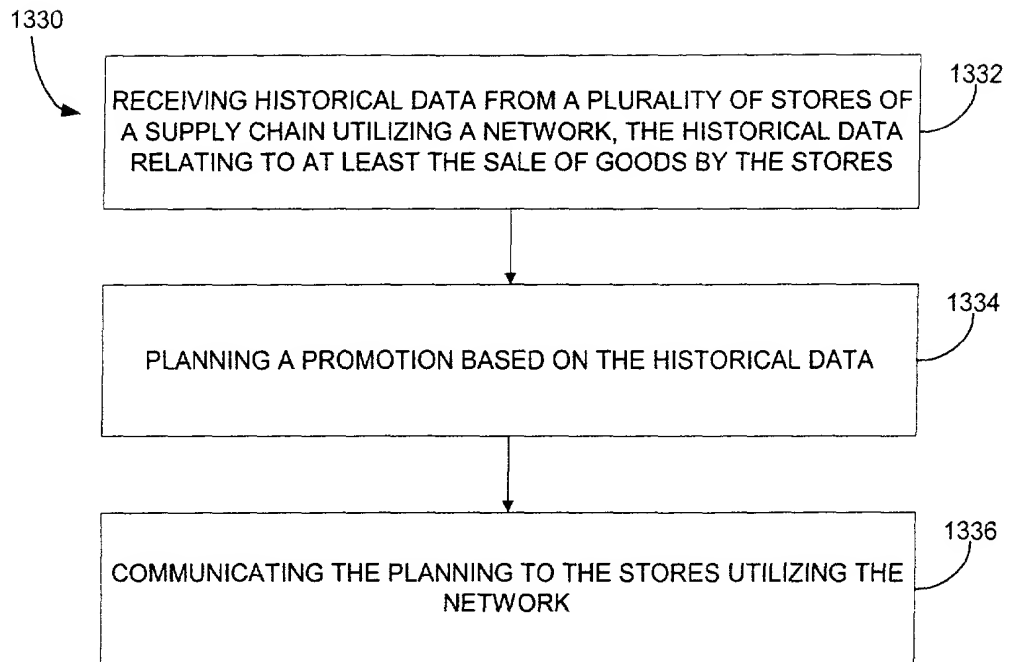 1330
1332
RECEIVING HISTORICAL DATA FROM A PLURALITY OF STORES OF
A SUPPLY CHAIN UTILIZING A NETWORK, THE HISTORICAL DATA
RELATING TO AT LEAST THE SALE OF GOODS BY THE STORES
1334
PLANNING A PROMOTION BASED ON THE HISTORICAL DATA
1336
COMMUNICATING THE PLANNING TO THE STORES UTILIZING THE
NETWORK